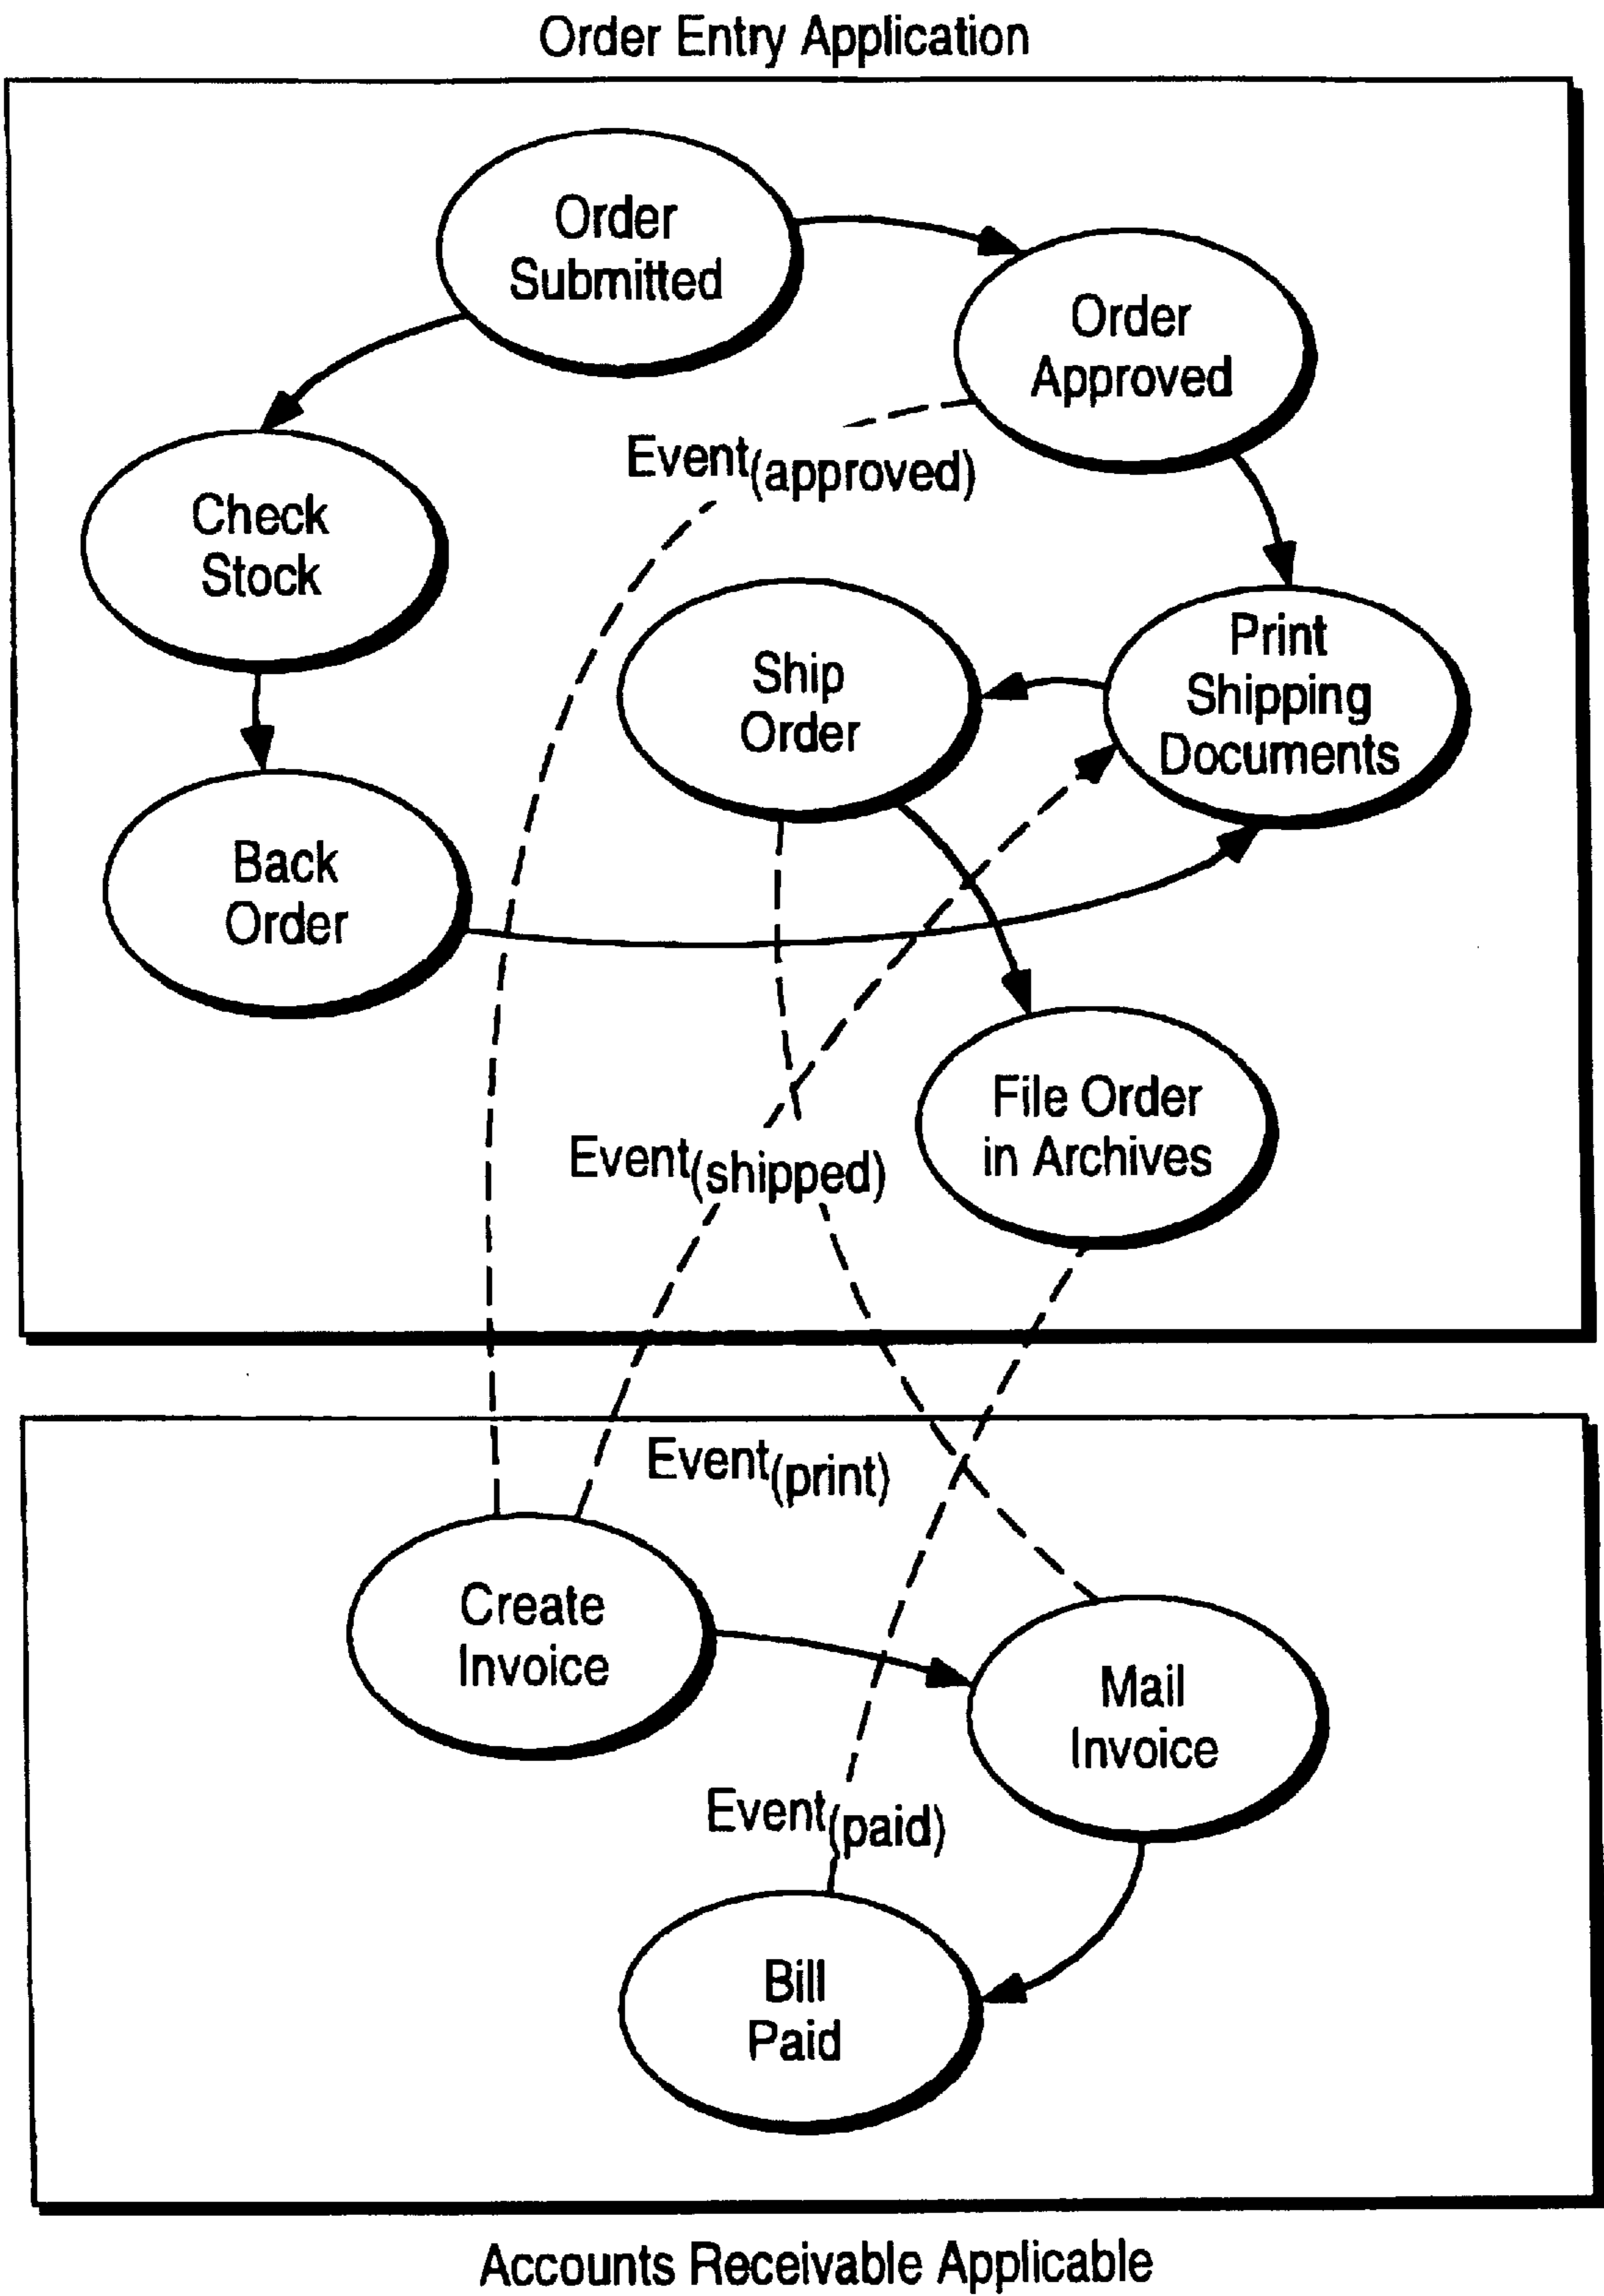 Order Entry Application
Order
Submitted
Order
Approved
Event(approved)
Check
Stock
Print
Shipping
Documents
Ship
Order
Back
Order
File Order
in Archives
Event(shipped)
Event(print)
Create
Invoice
Mail
Invoice
Event(paid)
Bill
Paid
Accounts Receivable Applicable